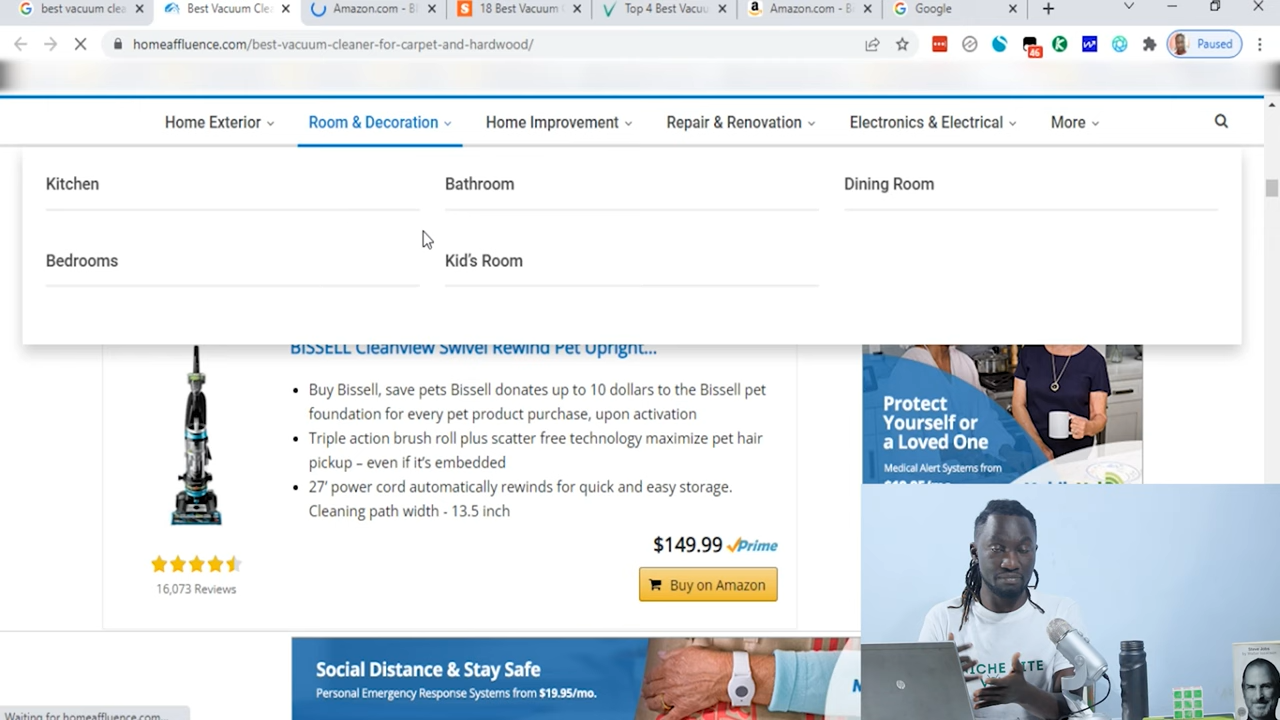 best vacuum clea
Best Vacuum Clea
Amazon.com - B
18 Best Vacuum
Top 4 Best Vacuu
Amazon.com - B
Google
homeaffluence.com/best-vacuum-cleaner-for-carpet-and-hardwood/
46
Paused
Home Exterior
Room & Decoration
Home Improvement
Repair & Renovation
Electronics & Electrical
More
Kitchen
Bathroom
Dining Room
Bedrooms
Kid's Room
BISSELL Cleanview Swivel Rewind Pet Upright...
• Buy Bissell, save pets Bissell donates up to 10 dollars to the Bissell pet
foundation for every pet product purchase, upon activation
• Triple action brush roll plus scatter free technology maximize pet hair
pickup – even if it's embedded
• 27' power cord automatically rewinds for quick and easy storage.
Cleaning path width - 13.5 inch
$149.99 Prime
16,073 Reviews
Buy on Amazon
Protect
Yourself or
a Loved One
Medical Alert Systems from
Social Distance & Stay Safe
Personal Emergency Response Systems from $19.95/mo.
NICHE SITE
Steve Jobs
Waiting for homeaffluence.com...